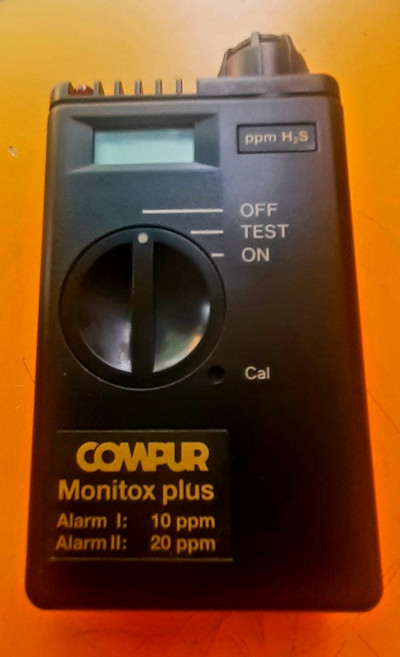 ppm H₂S
OFF
TEST
ON
Cal
COMPUR
Monitox plus
Alarm I: 10 ppm
Alarm II: 20 ppm